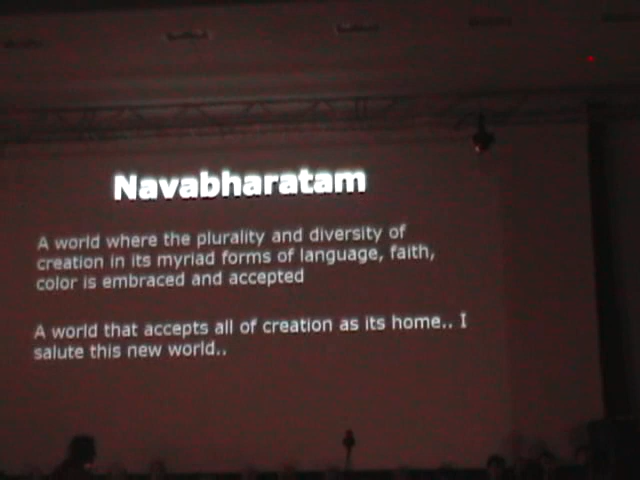 Navabharatam
A world where the plurality and diversity of
creation in its myriad forms of language, faith,
color is embraced and accepted
A world that accepts all of creation as its home.. I
salute this new world..